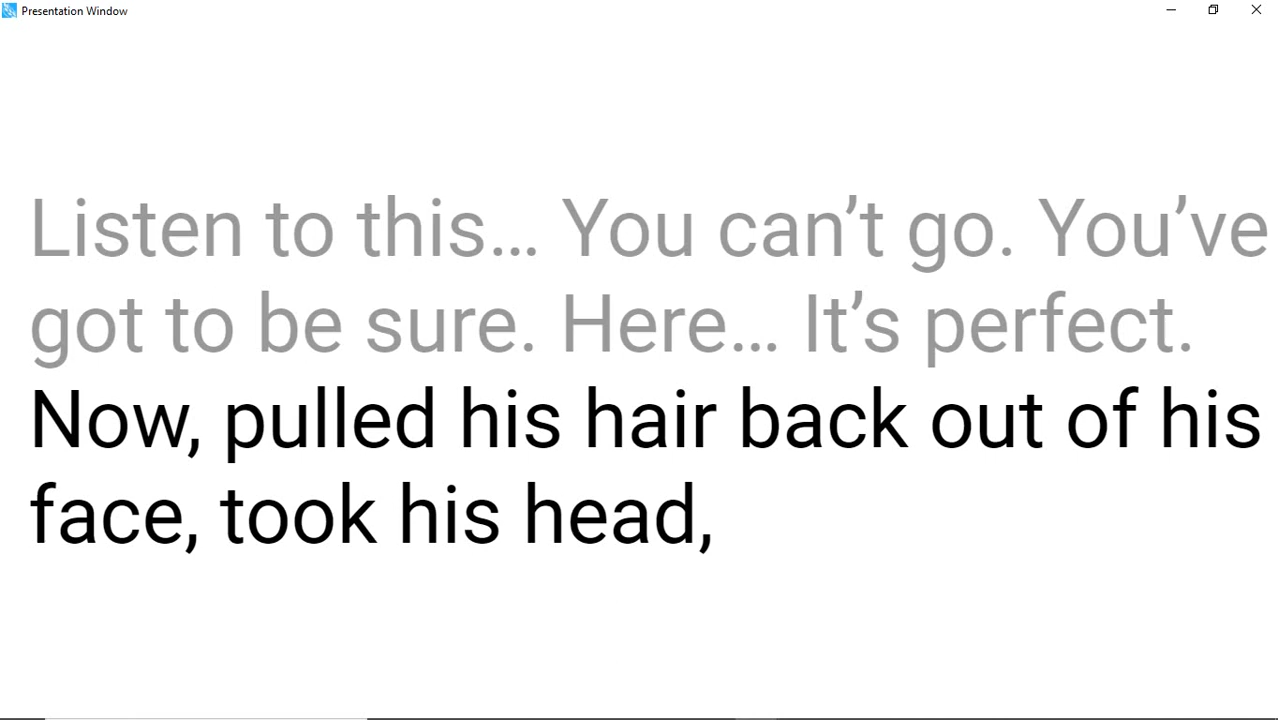 Presentation Window
Listen to this... You can’t go. You’ve
got to be sure. Here... It’s perfect.
Now, pulled his hair back out of his
face, took his head,